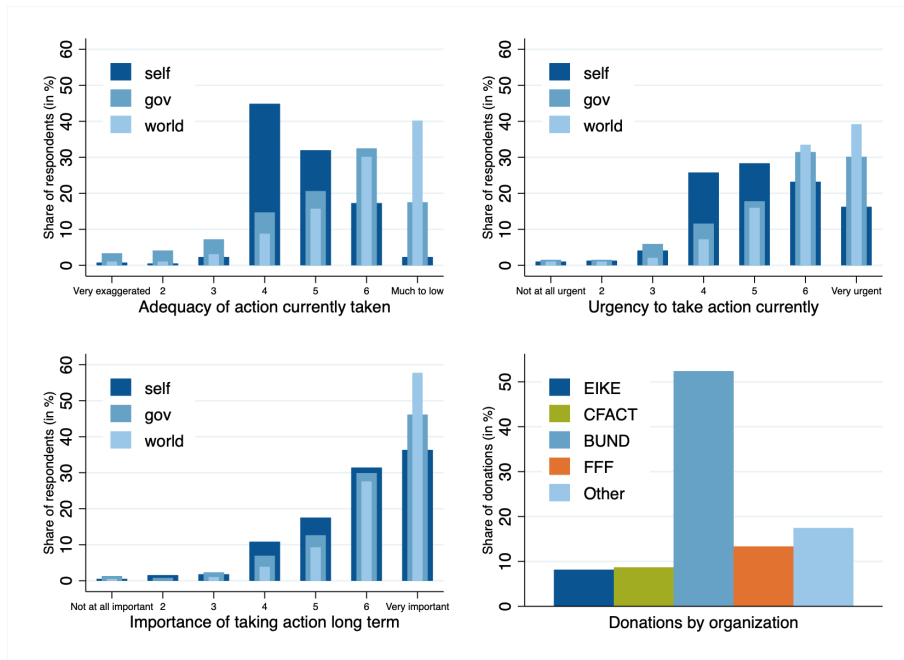 Share of respondents (in %)
60
50
40
30
20
10
0
self
gov
world
Very exaggerated 2 3 4 5 6 Much to low
Adequacy of action currently taken
Share of respondents (in %)
60
50
40
30
20
10
0
self
gov
world
Not at all urgent 2 3 4 5 6 Very urgent
Urgency to take action currently
Share of respondents (in %)
60
50
40
30
20
10
0
self
gov
world
Not at all important 2 3 4 5 6 Very important
Importance of taking action long term
Share of donations (in %)
50
40
30
20
10
0
EIKE
CFACT
BUND
FFF
Other
Donations by organization